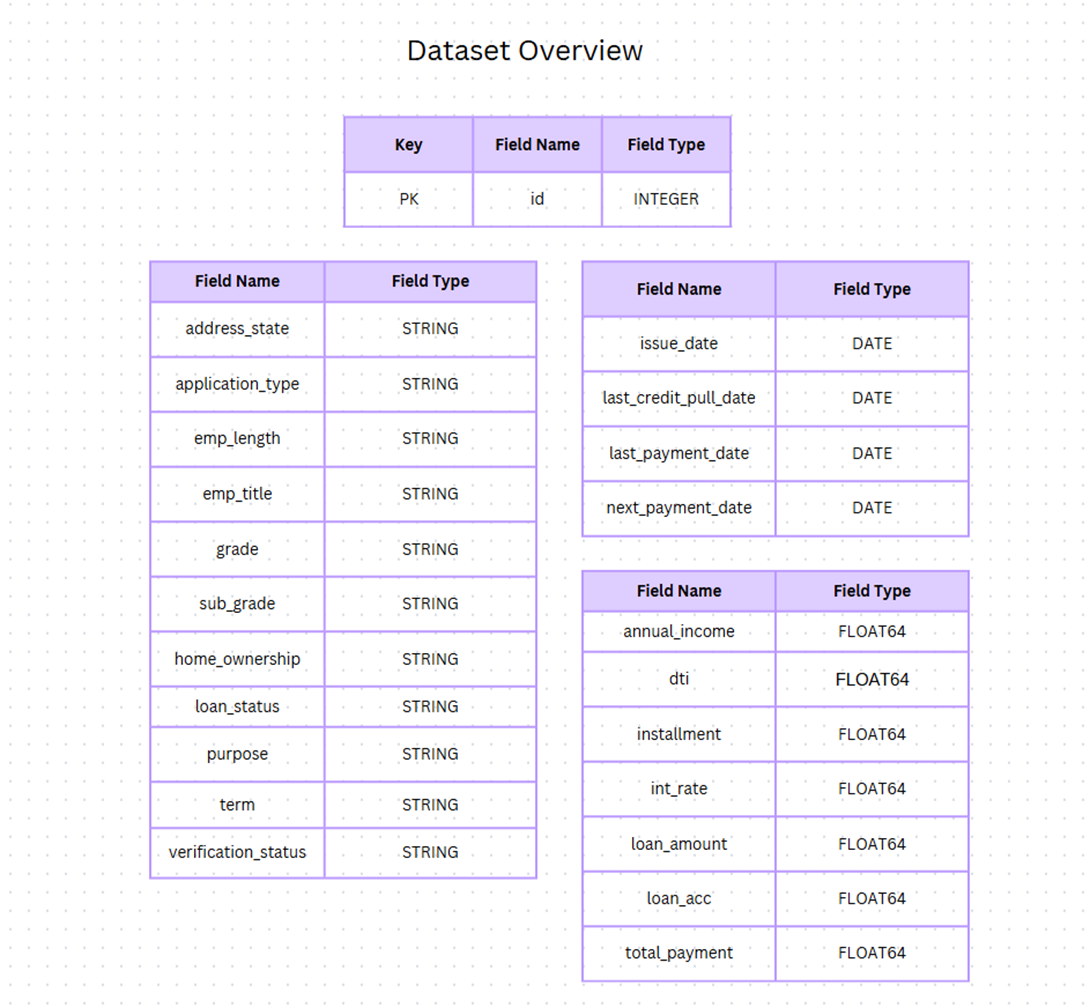 Dataset Overview
Key Field Name Field Type
PK id INTEGER
Field Name Field Type
address_state STRING
application_type STRING
emp_length STRING
emp_title STRING
grade STRING
sub_grade STRING
home_ownership STRING
loan_status STRING
purpose STRING
term STRING
verification_status STRING
Field Name Field Type
issue_date DATE
last_credit_pull_date DATE
last_payment_date DATE
next_payment_date DATE
Field Name Field Type
annual_income FLOAT64
dti FLOAT64
installment FLOAT64
int_rate FLOAT64
loan_amount FLOAT64
loan_acc FLOAT64
total_payment FLOAT64